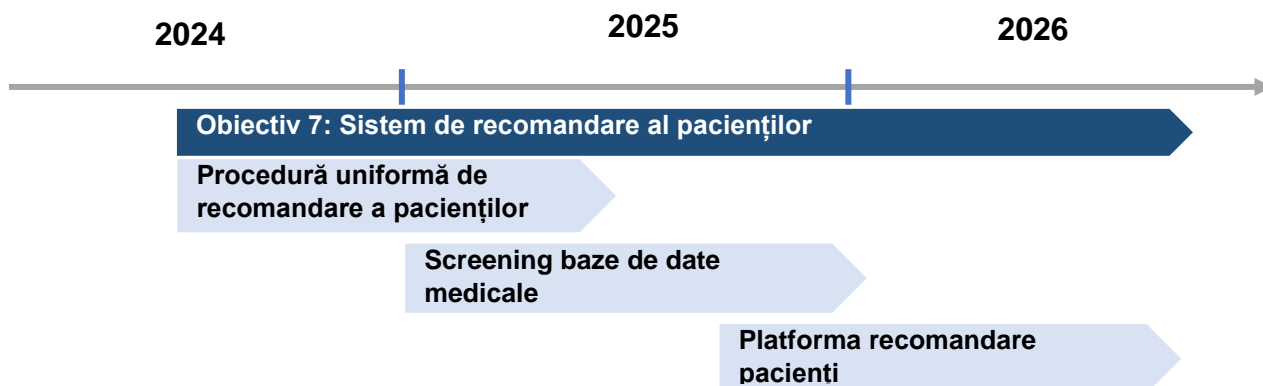 2024
2025
2026
Obiectiv 7: Sistem de recomandare al pacienților
Procedură uniformă de
recomandare a pacienților
Screening baze de date
medicale
Platforma recomandare
pacienți